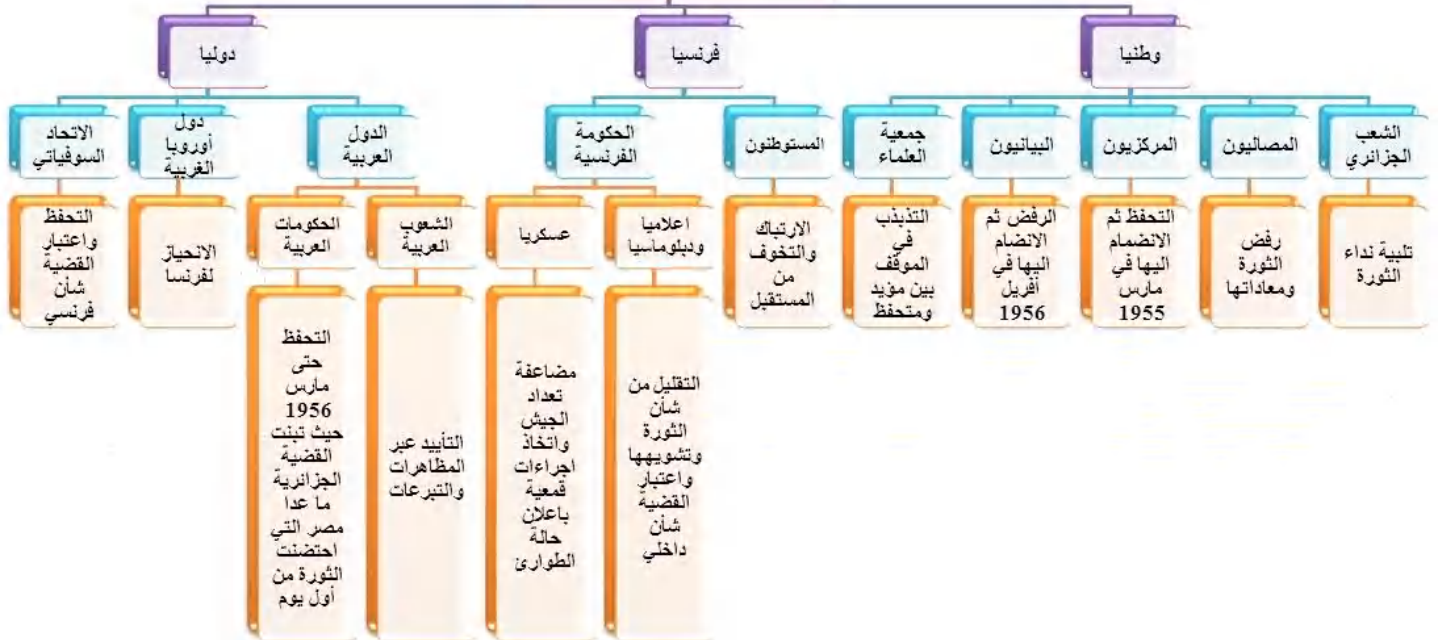 وطنيا
فرنسيا
دوليا
الشعب
الجزائري
المصاليون
المركزيون
البيانيون
جمعية
العلماء
المستوطنون
الحكومة
الفرنسية
الدول
العربية
دول
أوروبا
الغربية
الاتحاد
السوفياتي
تلبية نداء
الثورة
رفض
الثورة
ومعاداتها
التحفظ ثم
الانضمام
اليها في
مارس
1955
الرفض ثم
الانضام
اليها في
أفريل
1956
التذبذب
في
الموقف
بين مؤيد
ومتحفظ
الارتباك
والتخوف
من
المستقبل
اعلاميا
ودبلوماسيا
عسكريا
الشعوب
العربية
الحكومات
العربية
الانحياز
لفرنسا
التحفظ
واعتبار
القضية
شأن
فرنسي
التقليل من
شأن
الثورة
وتشويهها
واعتبار
القضية
شأن
داخلي
مضاعفة
تعداد
الجيش
واتخاذ
اجراءات
قمعية
باعلان
حالة
الطوارئ
التأييد عبر
المظاهرات
والتبرعات
التحفظ
حتى
مارس
1956
حيث تبنت
القضية
الجزائرية
ما عدا
مصر التي
احتضنت
الثورة من
أول يوم